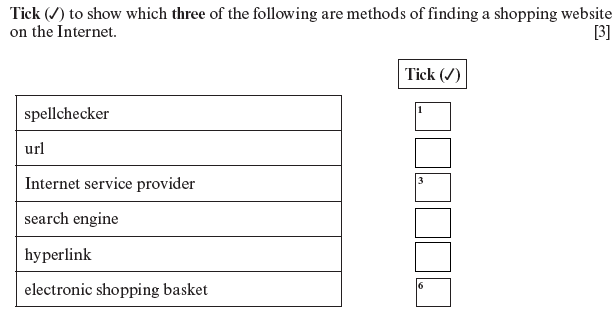 Tick (✓) to show which three of the following are methods of finding a shopping website
on the Internet. [3]
Tick (✓)
spellchecker 1
url
Internet service provider 3
search engine
hyperlink
electronic shopping basket 6